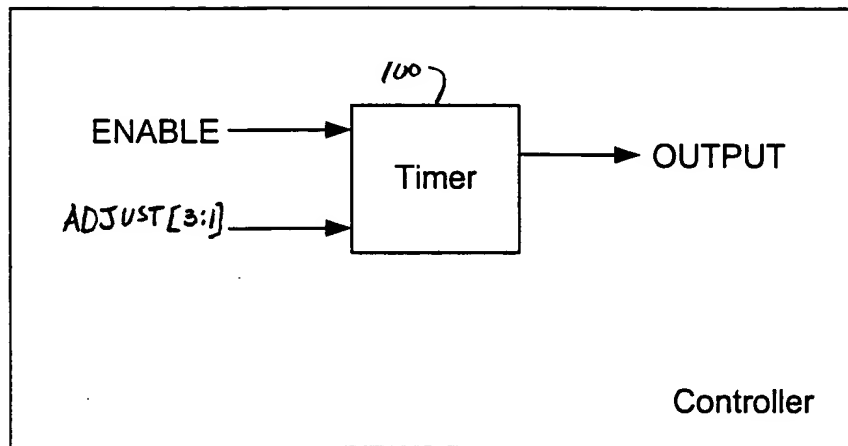 100
ENABLE
Timer
OUTPUT
ADJUST[3:1]
Controller